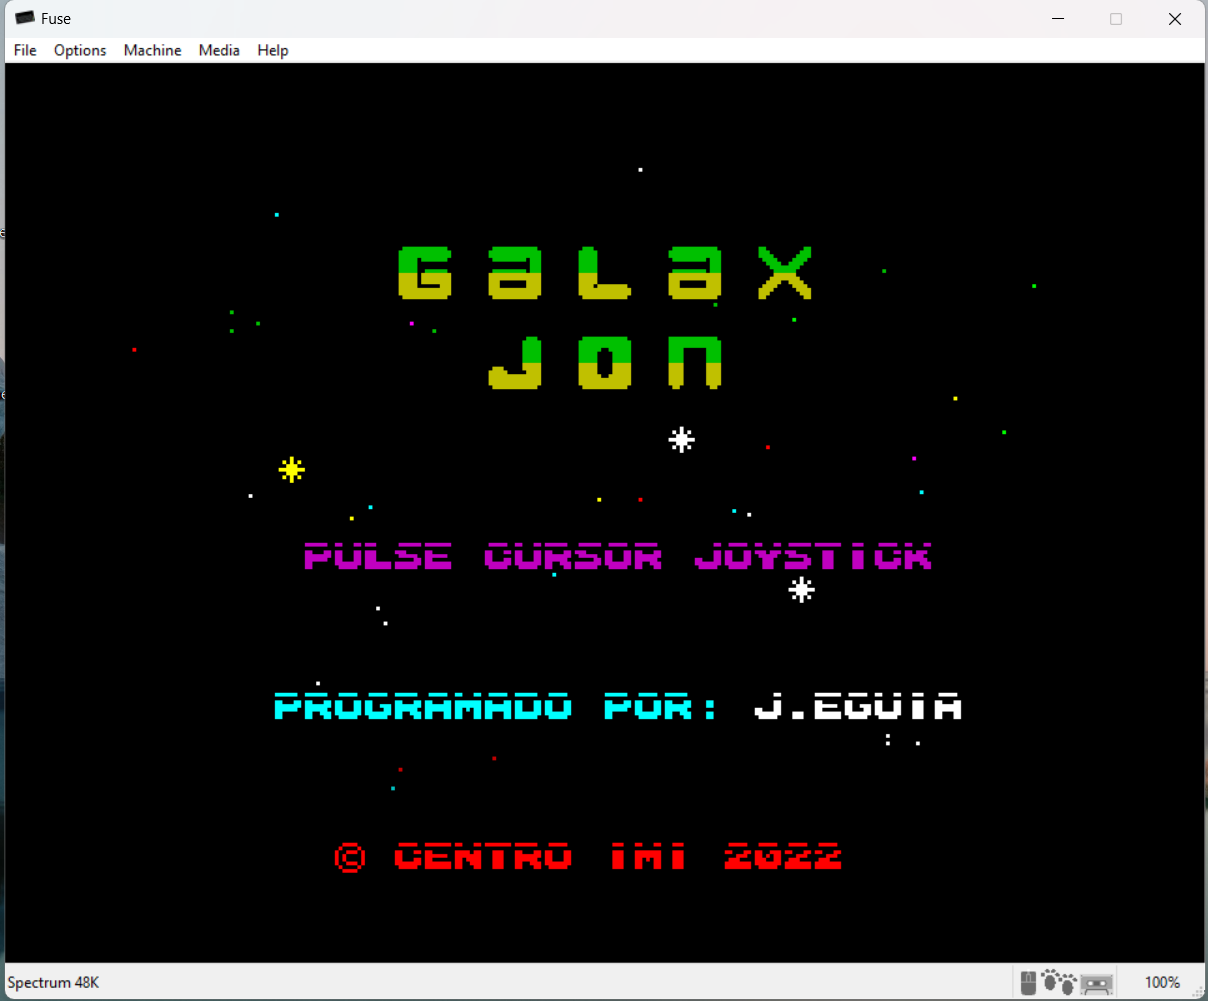 Fuse
File Options Machine Media Help
GALAX
JON
PULSE CURSOR JOYSTICK
PROGRAMADO POR: J.EGUIA
© CENTRO IMI 2022
Spectrum 48K 100%